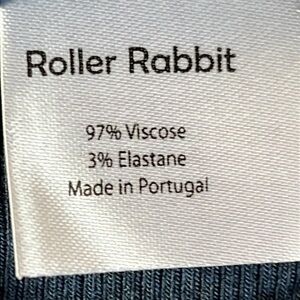 Roller Rabbit
97% Viscose
3% Elastane
Made in Portugal